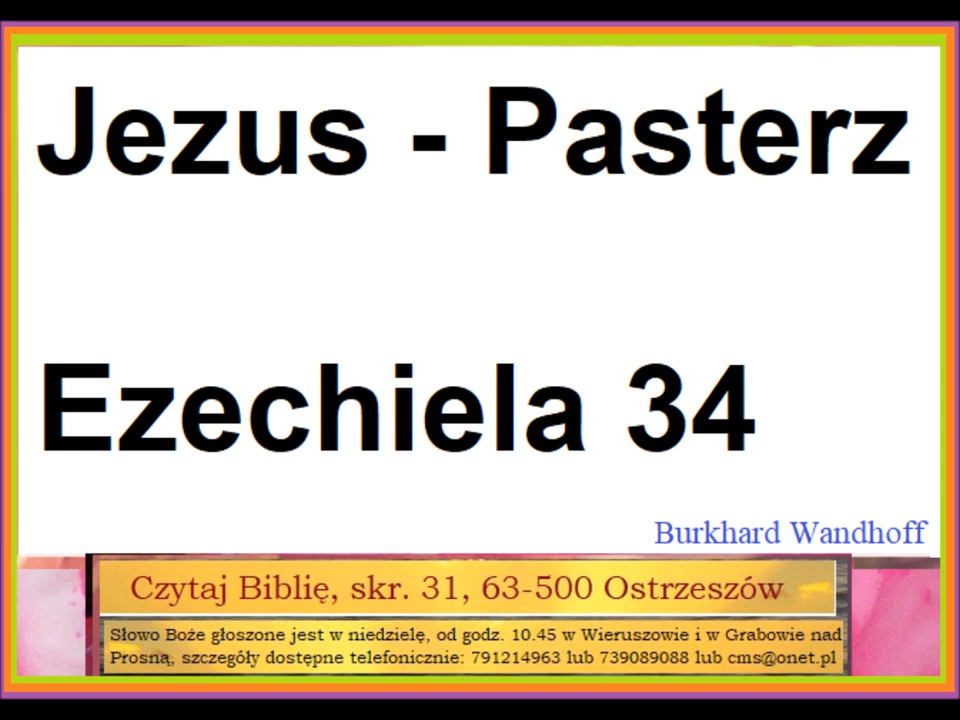 Jezus - Pasterz
Ezechiela 34
Burkhard Wandhoff
Czytaj Biblię, skr. 31, 63-500 Ostrzeszów
Słowo Boże głoszone jest w niedzielę, od godz. 10.45 w Wieruszowie i w Grabowie nad
Prosną, szczegóły dostępne telefonicznie: 791214963 lub 739089088 lub cms@onet.pl